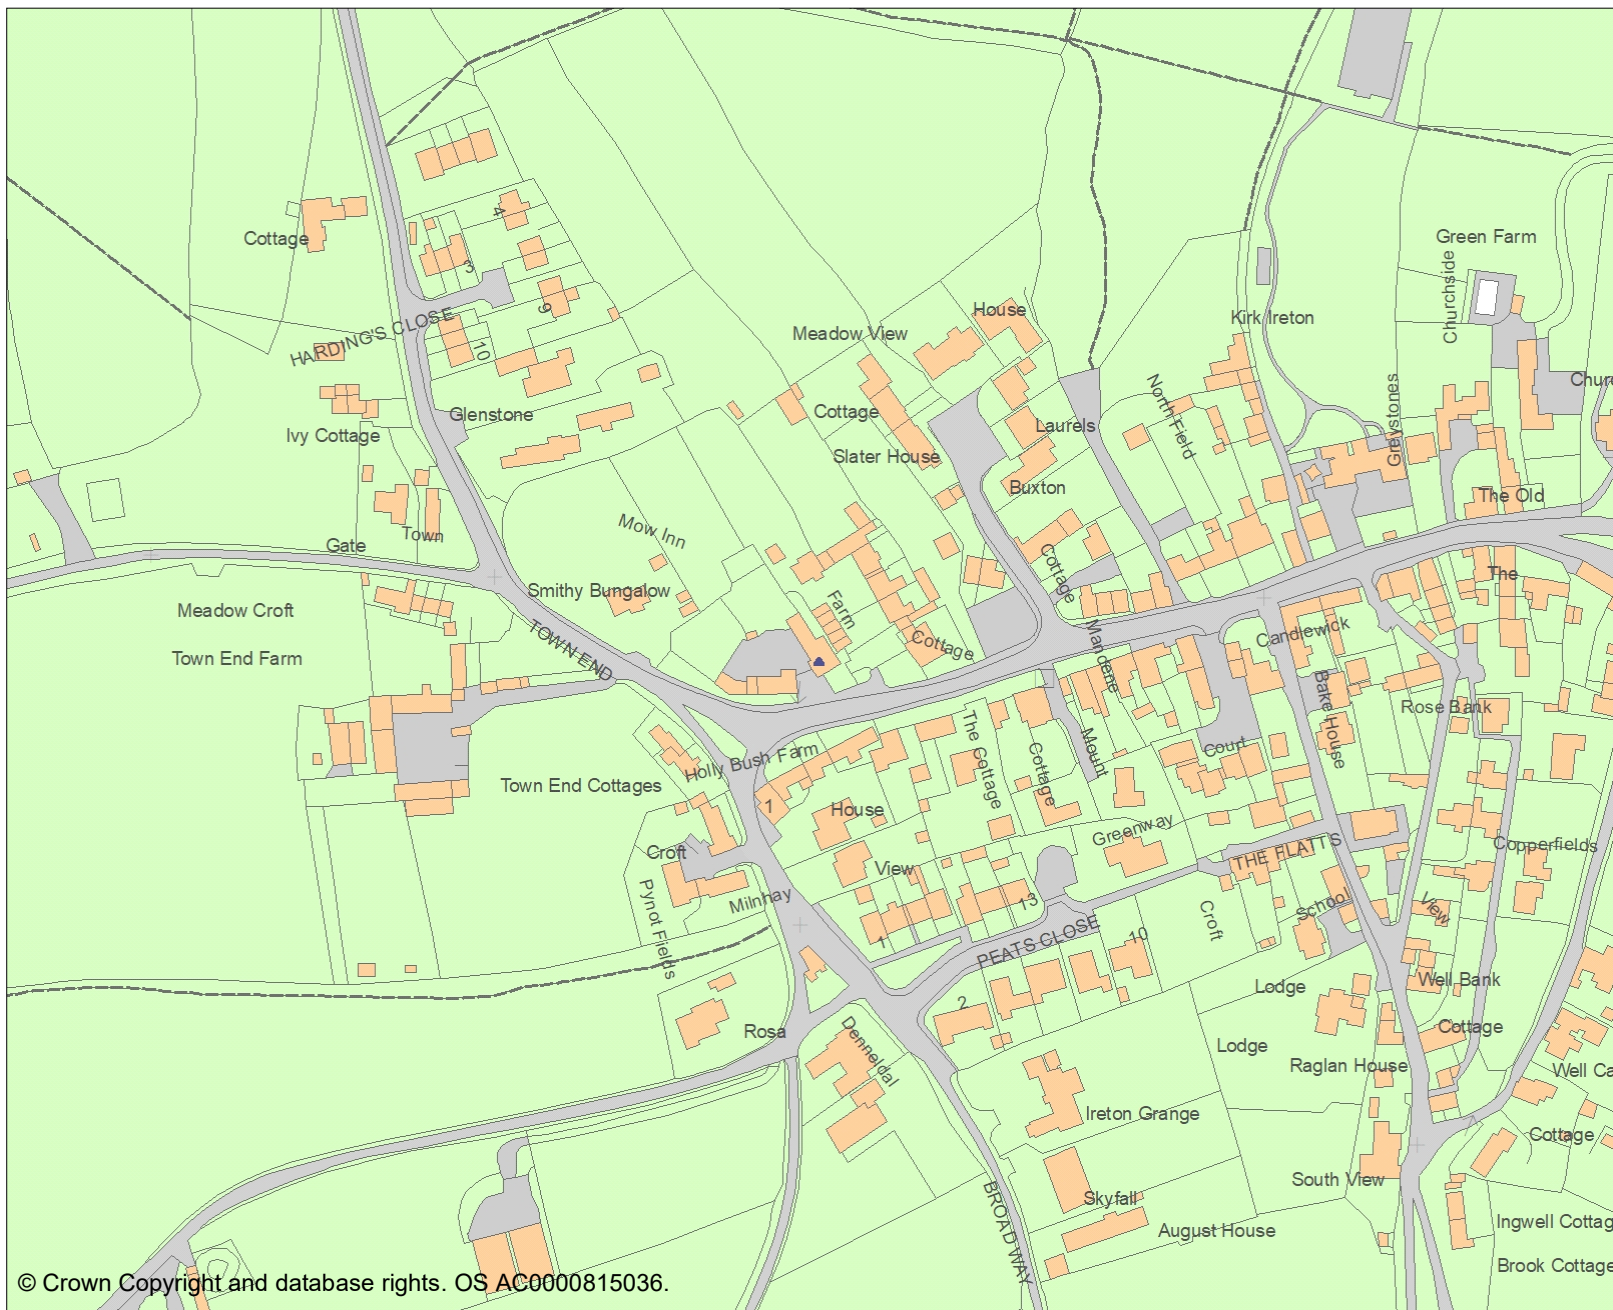 Green Farm
4
Cottage
Churchside
3
House
9
Kirk Ireton
HARDING'S CLOSE
Meadow View
10
North Field
Greystones
Cottage
Glenstone
Laurels
Ivy Cottage
Slater House
Buxton
The Old
Mow Inn
Town
Gate
Cottage
The
Smithy Bungalow
Meadow Croft
Farm
Candlewick
TOWN END
Cottage
Mandene
Town End Farm
Bake House
Rose Bank
The Cottage
Cottage
Mount
Court
Holly Bush Farm
Town End Cottages
1
House
Greenway
THE FLATTS
Copperfields
Croft
View
Pynot Fields
Milnhay
13
School
View
1
Croft
PEATS CLOSE
10
Well Bank
Lodge
2
Rosa
Denneldal
Cottage
Lodge
Raglan House
Well Ca
Ireton Grange
Cottage
South View
Skyfall
BROAD WAY
August House
Ingwell Cottag
Brook Cottage
© Crown Copyright and database rights. OS AC0000815036.